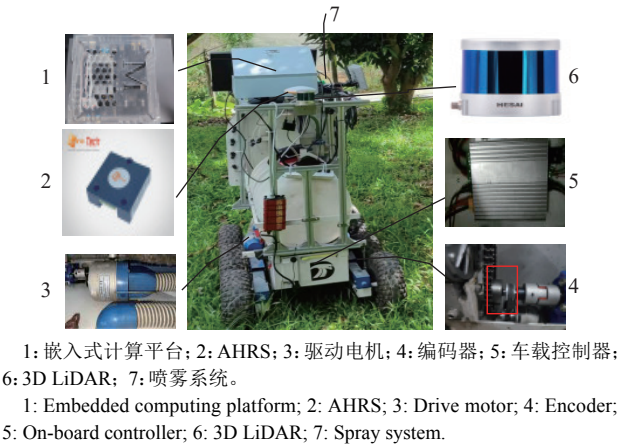 7
1
6
HESAI
2
5
3
4
1: 嵌入式计算平台; 2: AHRS; 3: 驱动电机; 4: 编码器; 5: 车载控制器;
6: 3D LiDAR; 7: 喷雾系统。
1: Embedded computing platform; 2: AHRS; 3: Drive motor; 4: Encoder;
5: On-board controller; 6: 3D LiDAR; 7: Spray system.